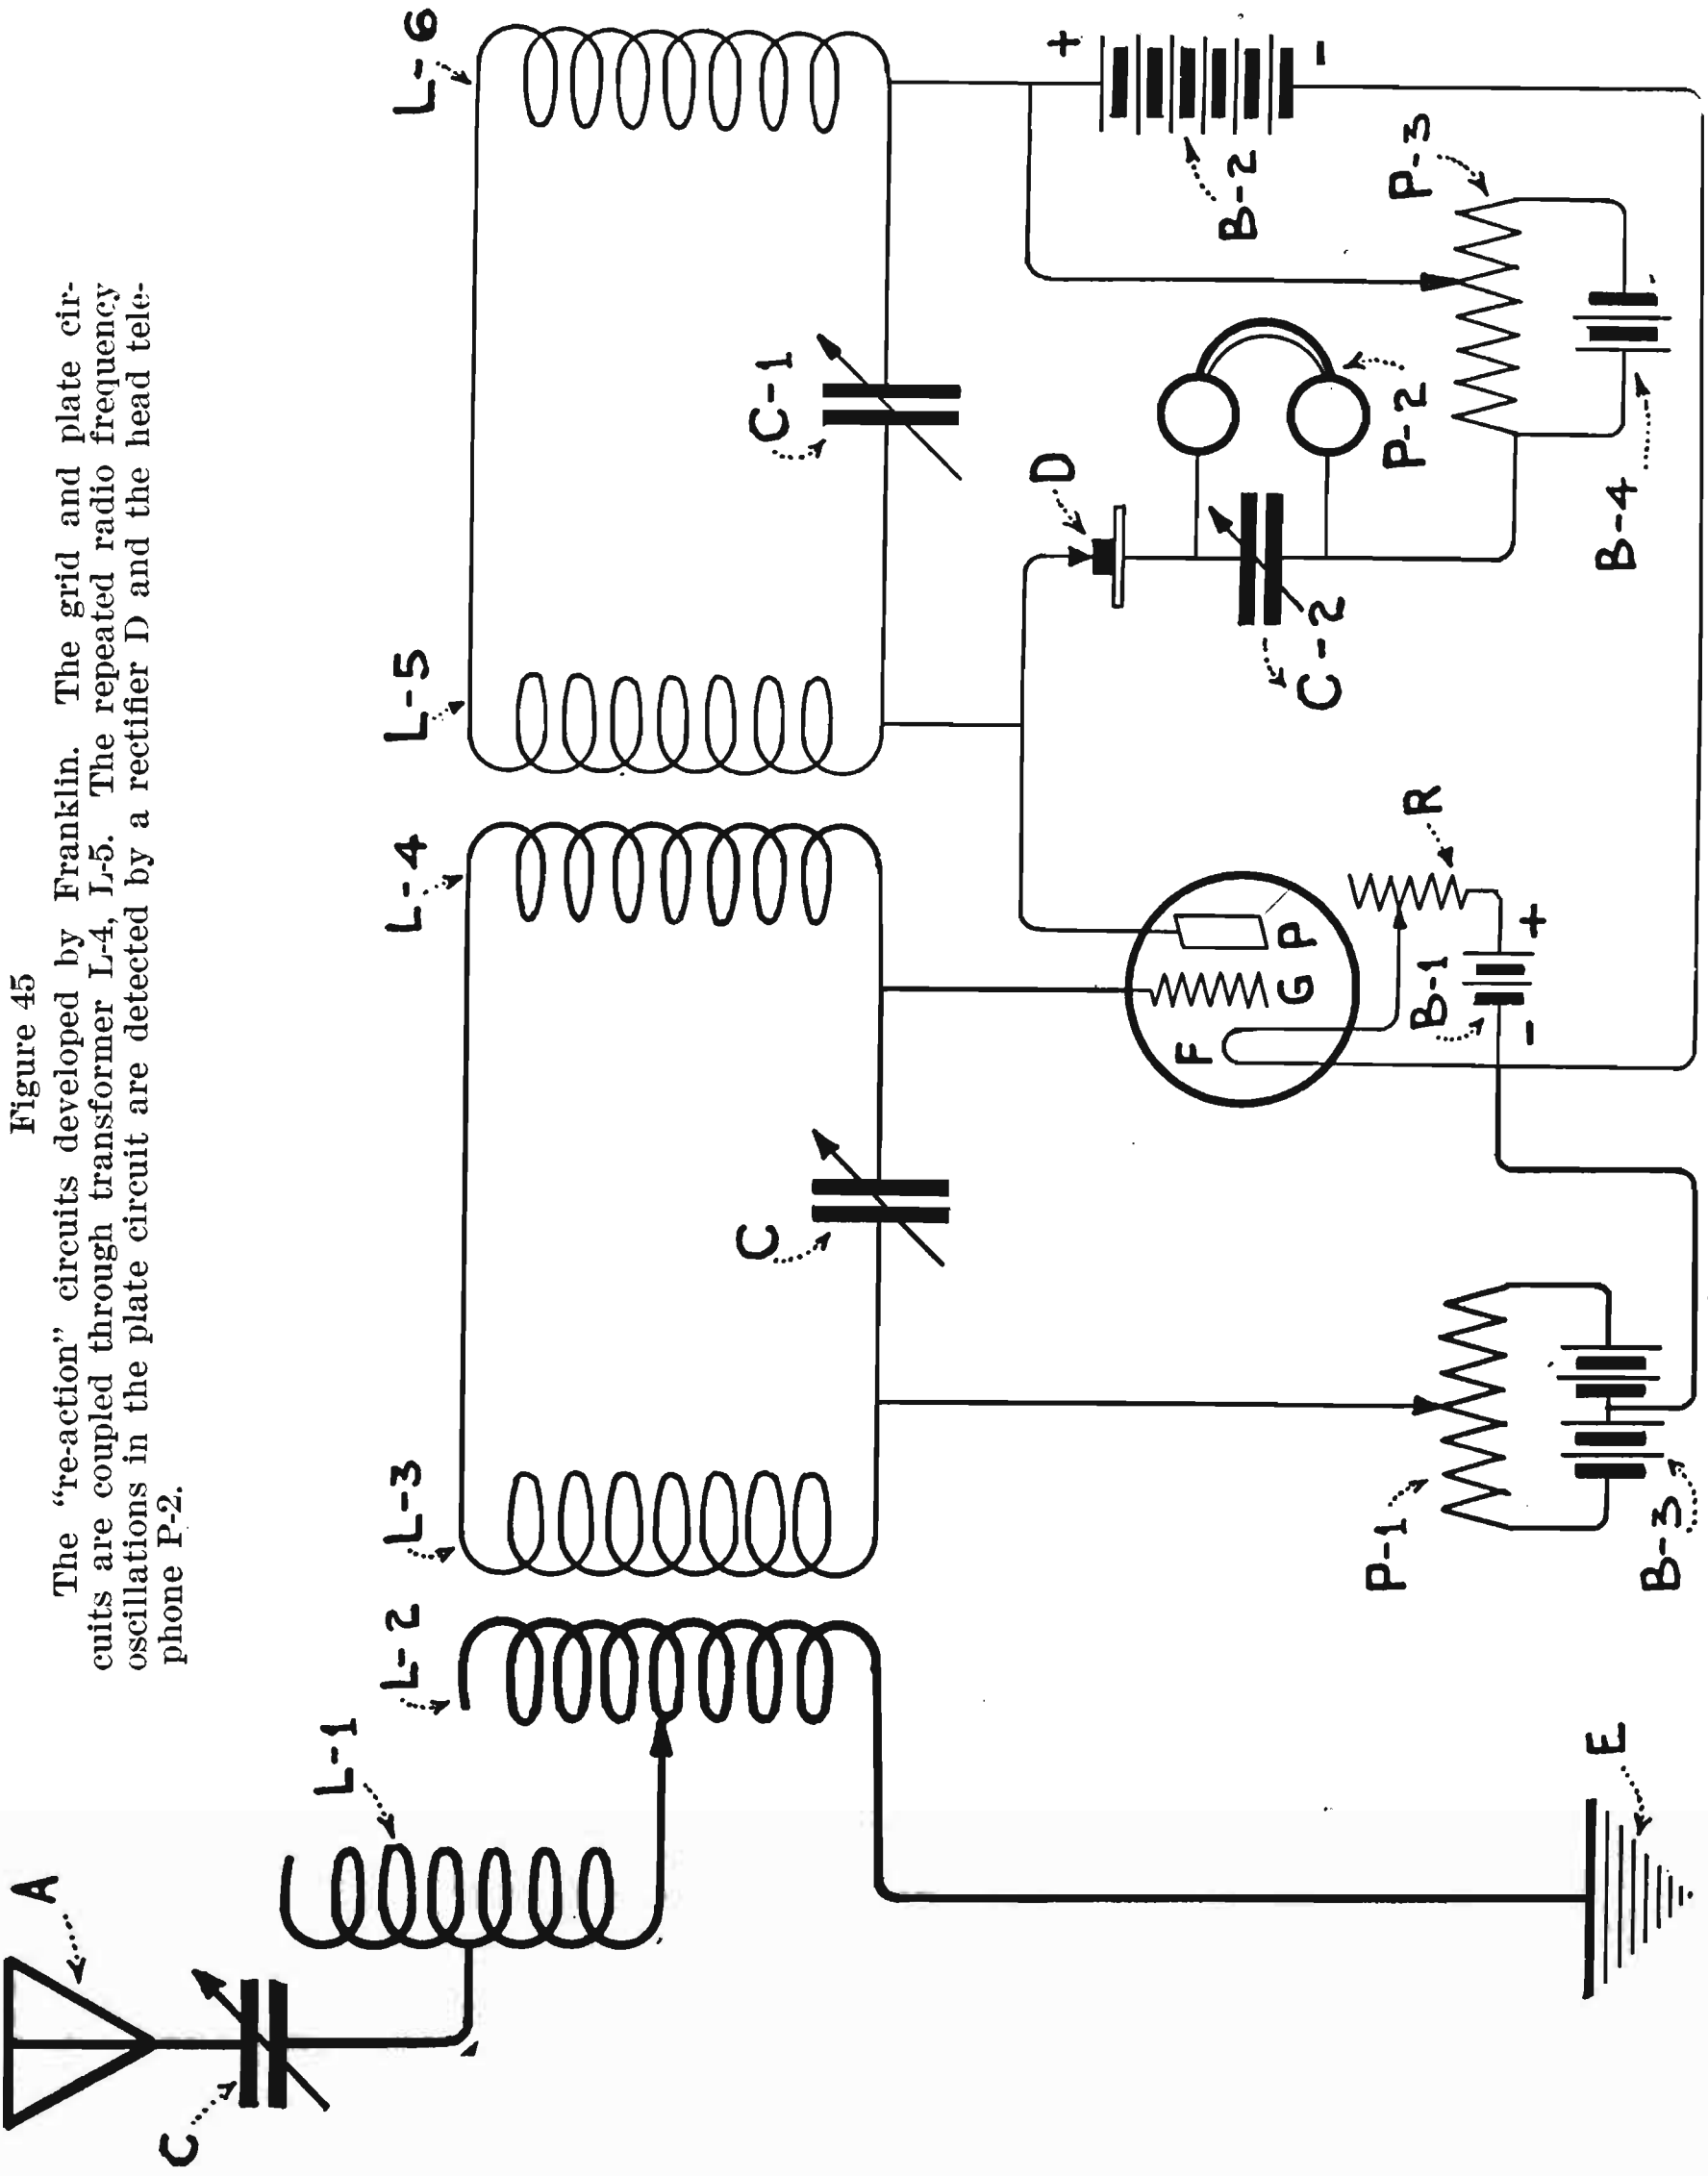 Figure 45
The “re-action” circuits developed by Franklin. The grid and plate cir-
cuits are coupled through transformer L-4, L-5. The repeated radio frequency
oscillations in the plate circuit are detected by a rectifier D and the head tele-
phone P-2.
A
C
L-1
L-2
L-3
L-4
L-5
L-6
C
C-1
D
+
-
B-2
P-3
F
G
P
R
B-1
+
-
C-2
P-2
B-4
-
P-1
B-3
E